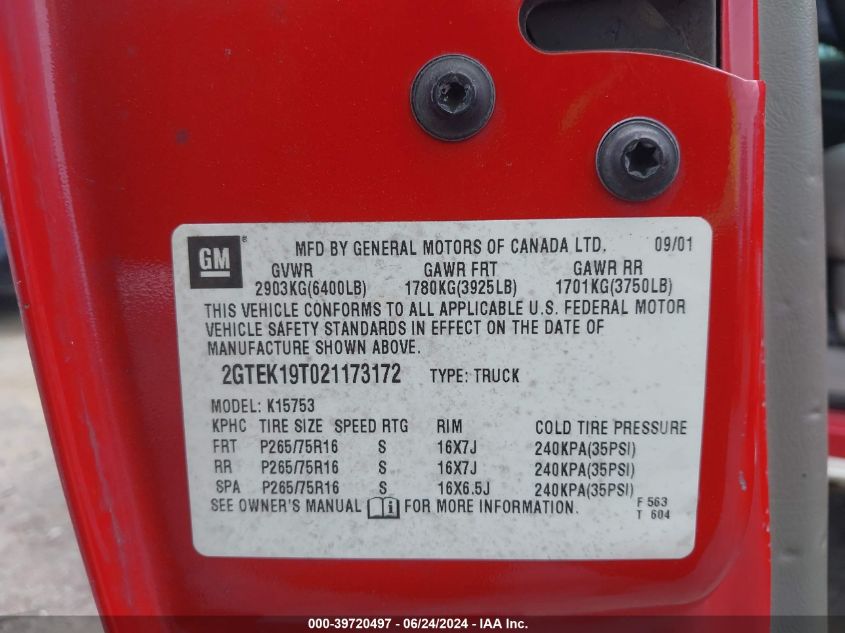 GM ® MFD BY GENERAL MOTORS OF CANADA LTD. 09/01
GVWR GAWR FRT GAWR RR
2903KG(6400LB) 1780KG(3925LB) 1701KG(3750LB)
THIS VEHICLE CONFORMS TO ALL APPLICABLE U.S. FEDERAL MOTOR
VEHICLE SAFETY STANDARDS IN EFFECT ON THE DATE OF
MANUFACTURE SHOWN ABOVE.
2GTEK19T021173172 TYPE: TRUCK
MODEL: K15753
KPHC TIRE SIZE SPEED RTG RIM COLD TIRE PRESSURE
FRT P265/75R16 S 16X7J 240KPA(35PSI)
RR P265/75R16 S 16X7J 240KPA(35PSI)
SPA P265/75R16 S 16X6.5J 240KPA(35PSI)
SEE OWNER'S MANUAL FOR MORE INFORMATION. F 563
T 604
000-39720497 - 06/24/2024 - IAA, Inc.